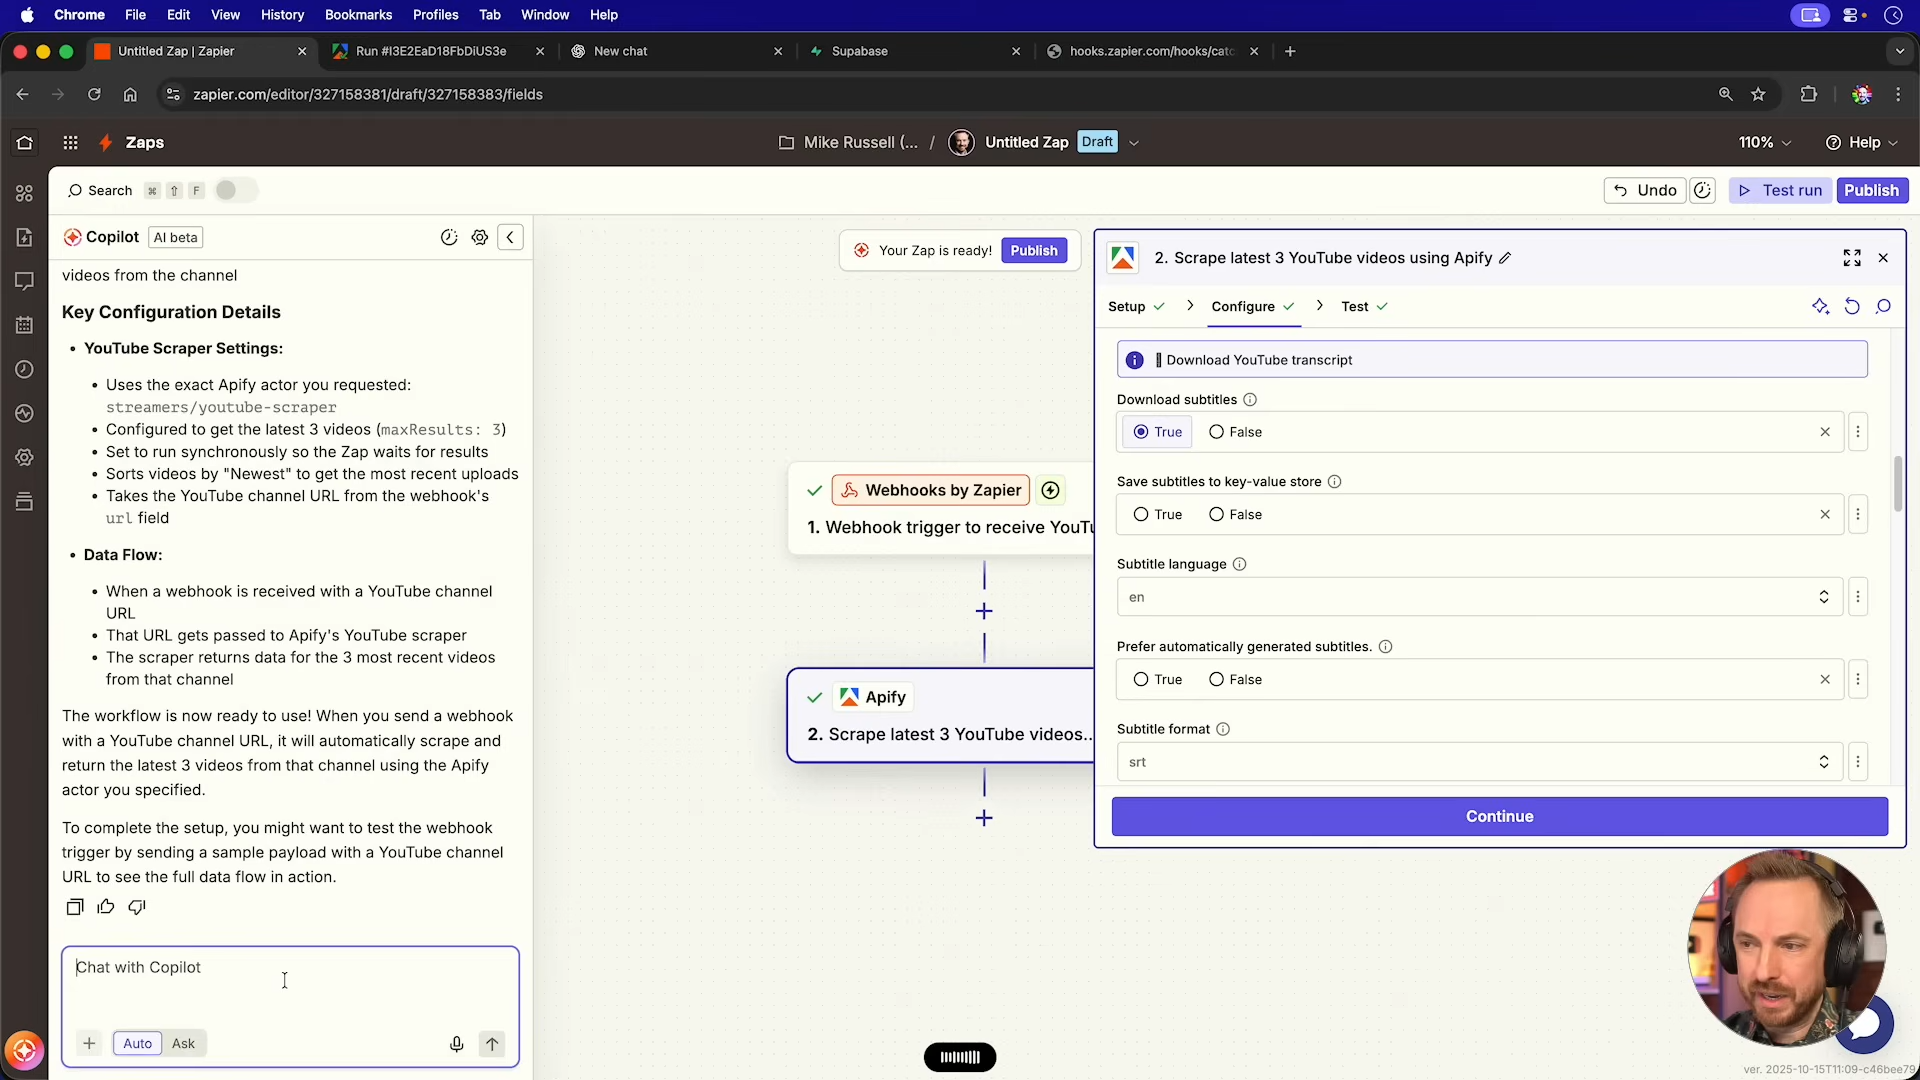 Chrome File Edit View History Bookmarks Profiles Tab Window Help
Untitled Zap | Zapier
Run #I3E2EaD18FbDiUS3e
New chat
Supabase
hooks.zapier.com/hooks/catc
zapier.com/editor/327158381/draft/327158383/fields
Zaps
Mike Russell (... / Untitled Zap Draft
110% Help
Search ⌘ ⇧ F
Undo Test run Publish
Copilot AI beta
videos from the channel
Key Configuration Details
• YouTube Scraper Settings:
• Uses the exact Apify actor you requested:
streamers/youtube-scraper
• Configured to get the latest 3 videos (maxResults: 3)
• Set to run synchronously so the Zap waits for results
• Sorts videos by "Newest" to get the most recent uploads
• Takes the YouTube channel URL from the webhook's
url field
• Data Flow:
• When a webhook is received with a YouTube channel
URL
• That URL gets passed to Apify's YouTube scraper
• The scraper returns data for the 3 most recent videos
from that channel
The workflow is now ready to use! When you send a webhook
with a YouTube channel URL, it will automatically scrape and
return the latest 3 videos from that channel using the Apify
actor you specified.
To complete the setup, you might want to test the webhook
trigger by sending a sample payload with a YouTube channel
URL to see the full data flow in action.
Chat with Copilot
Auto Ask
Your Zap is ready! Publish
Webhooks by Zapier
1. Webhook trigger to receive YouTu
Apify
2. Scrape latest 3 YouTube videos...
2. Scrape latest 3 YouTube videos using Apify
Setup Configure Test
Download YouTube transcript
Download subtitles
True False
Save subtitles to key-value store
True False
Subtitle language
en
Prefer automatically generated subtitles.
True False
Subtitle format
srt
Continue
ver. 2025-10-15T11:09-c46bee79